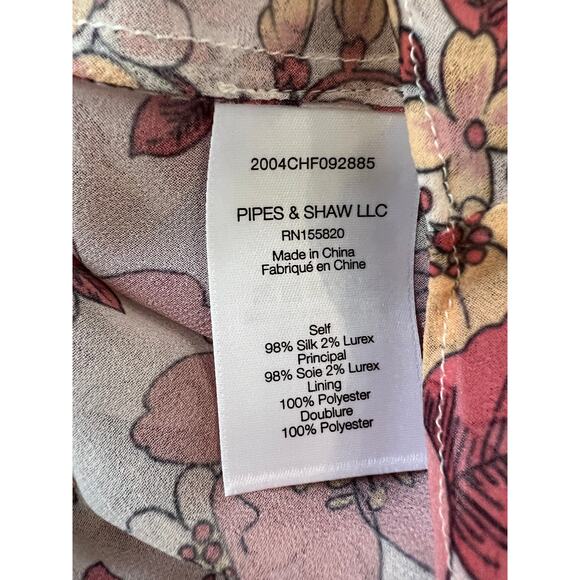 2004CHF092885
PIPES & SHAW LLC
RN155820
Made in China
Fabriqué en Chine
Self
98% Silk 2% Lurex
Principal
98% Soie 2% Lurex
Lining
100% Polyester
Doublure
100% Polyester